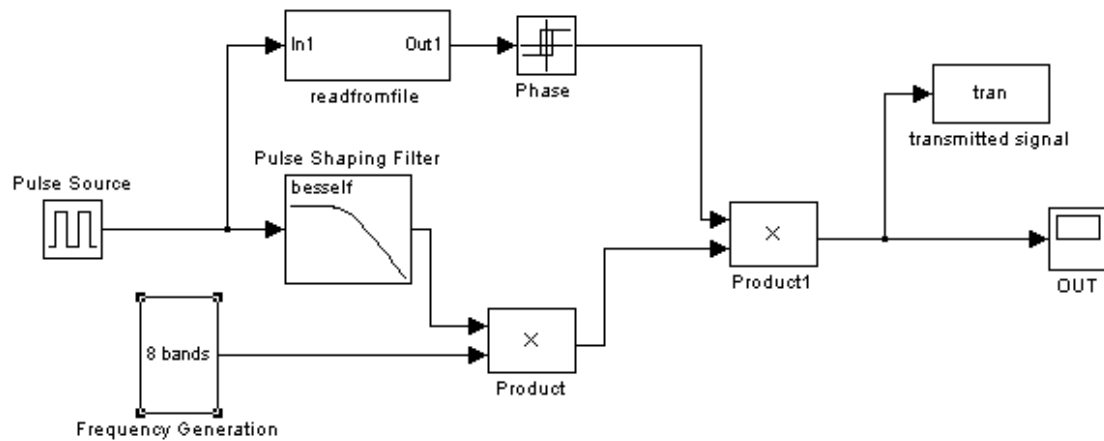 In1
Out1
readfromfile
Phase
tran
transmitted signal
Pulse Shaping Filter
besself
Pulse Source
×
Product1
OUT
8 bands
×
Product
Frequency Generation